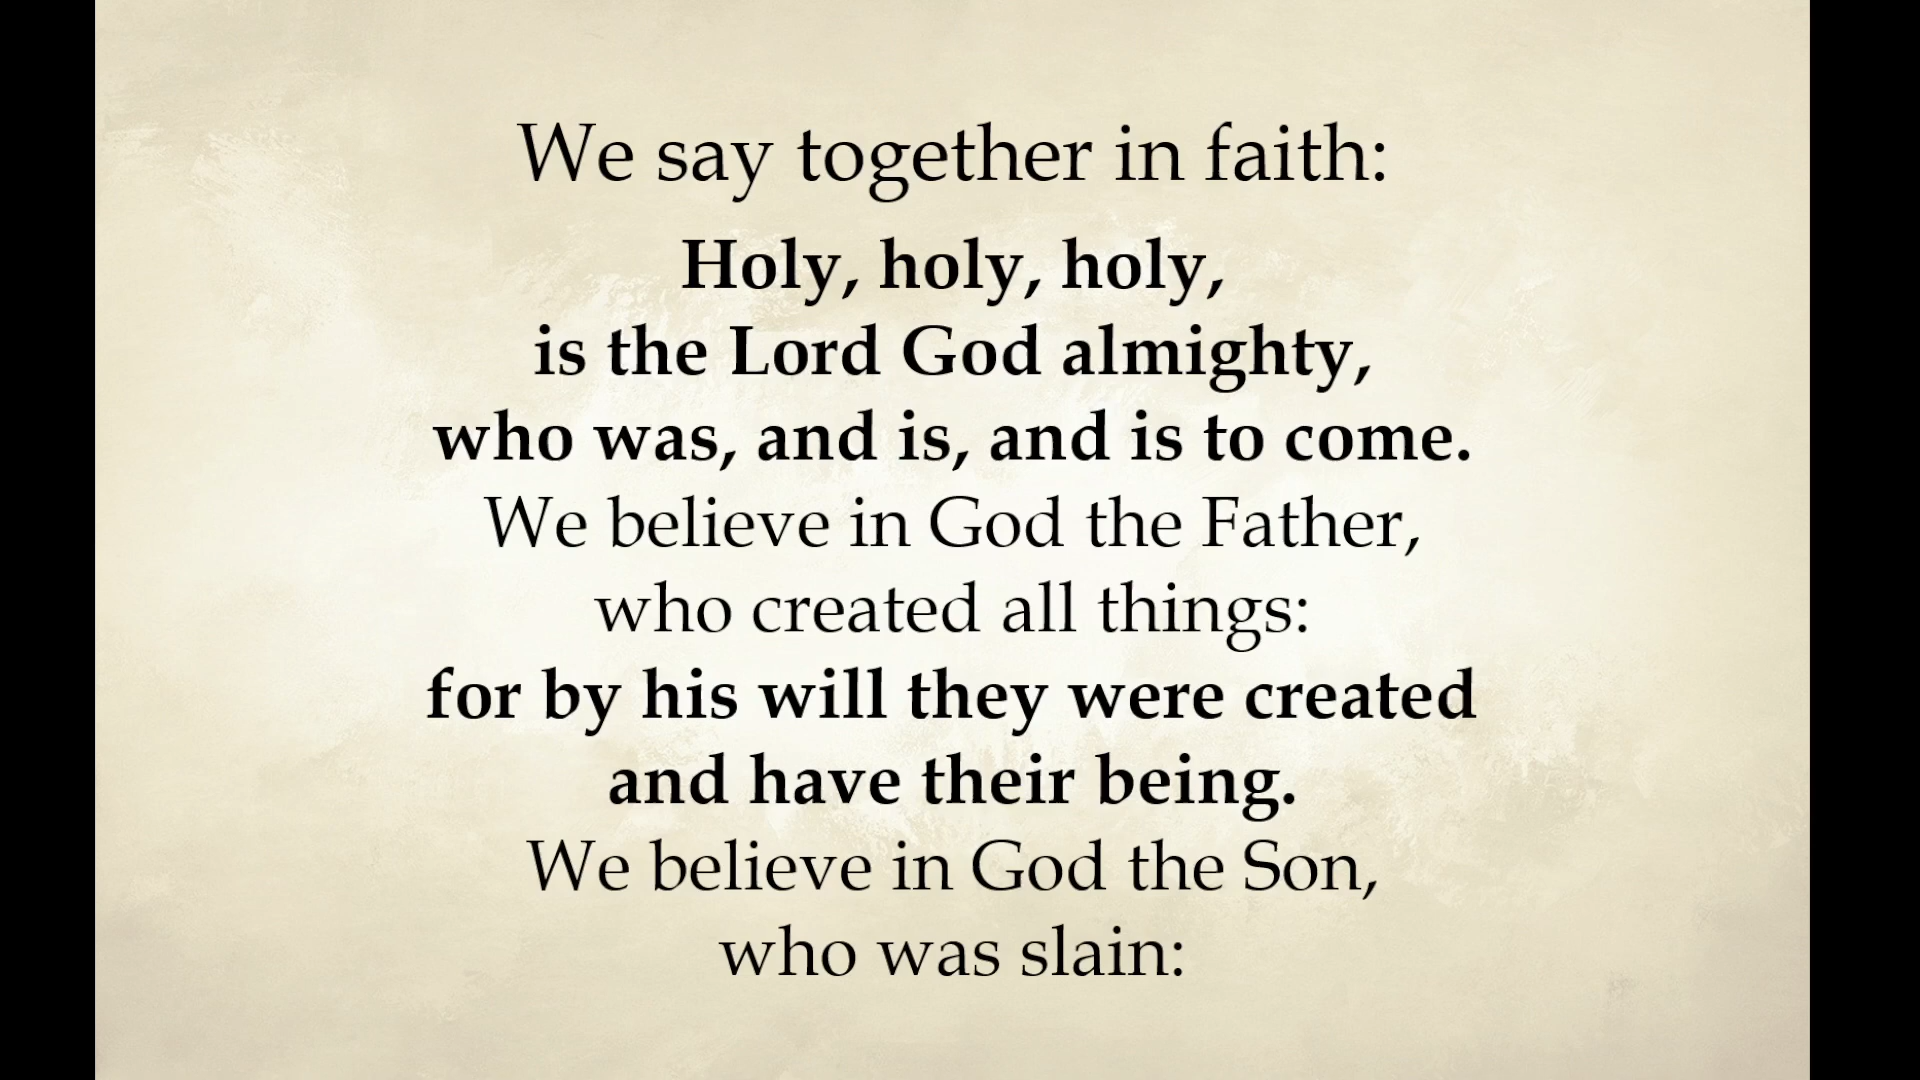 We say together in faith:
Holy, holy, holy,
is the Lord God almighty,
who was, and is, and is to come.
We believe in God the Father,
who created all things:
for by his will they were created
and have their being.
We believe in God the Son,
who was slain: